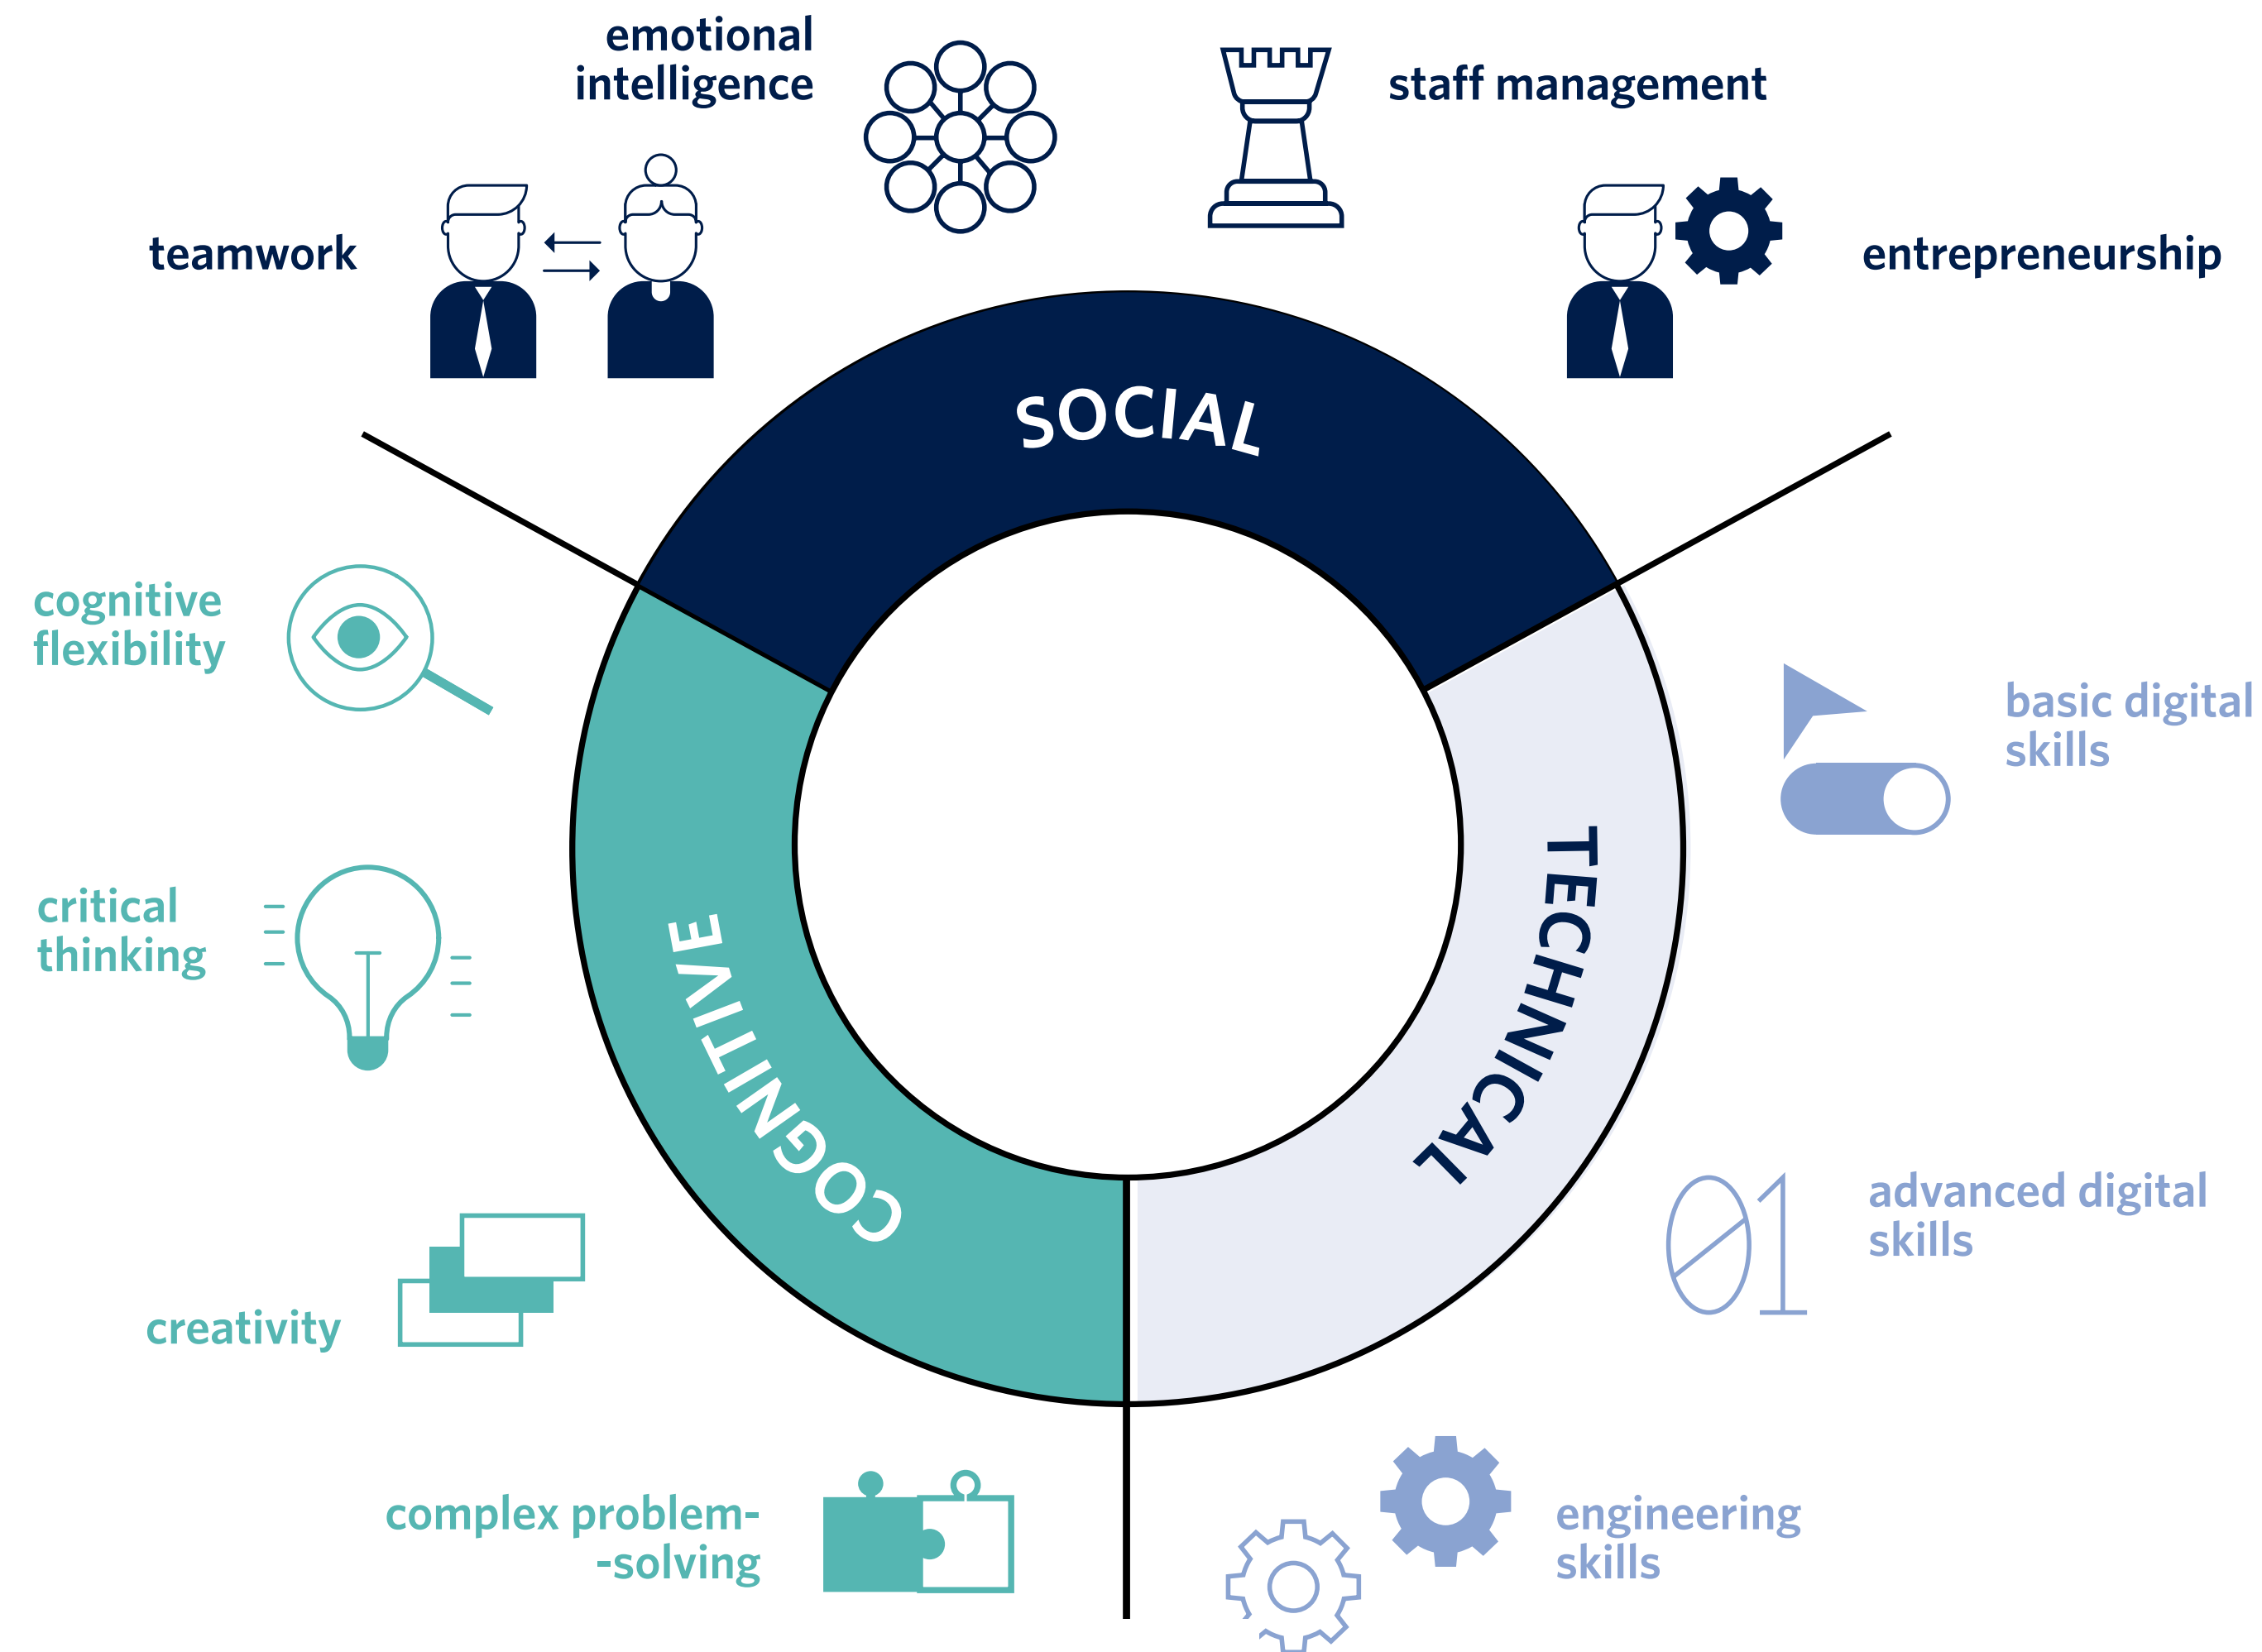 emotional
intelligence
staff management
teamwork
entrepreneurship
SOCIAL
cognitive
flexibility
basic digital
skills
TECHNICAL
critical
thinking
COGNITIVE
advanced digital
skills
creativity
01
complex problem-
-solving
engineering
skills